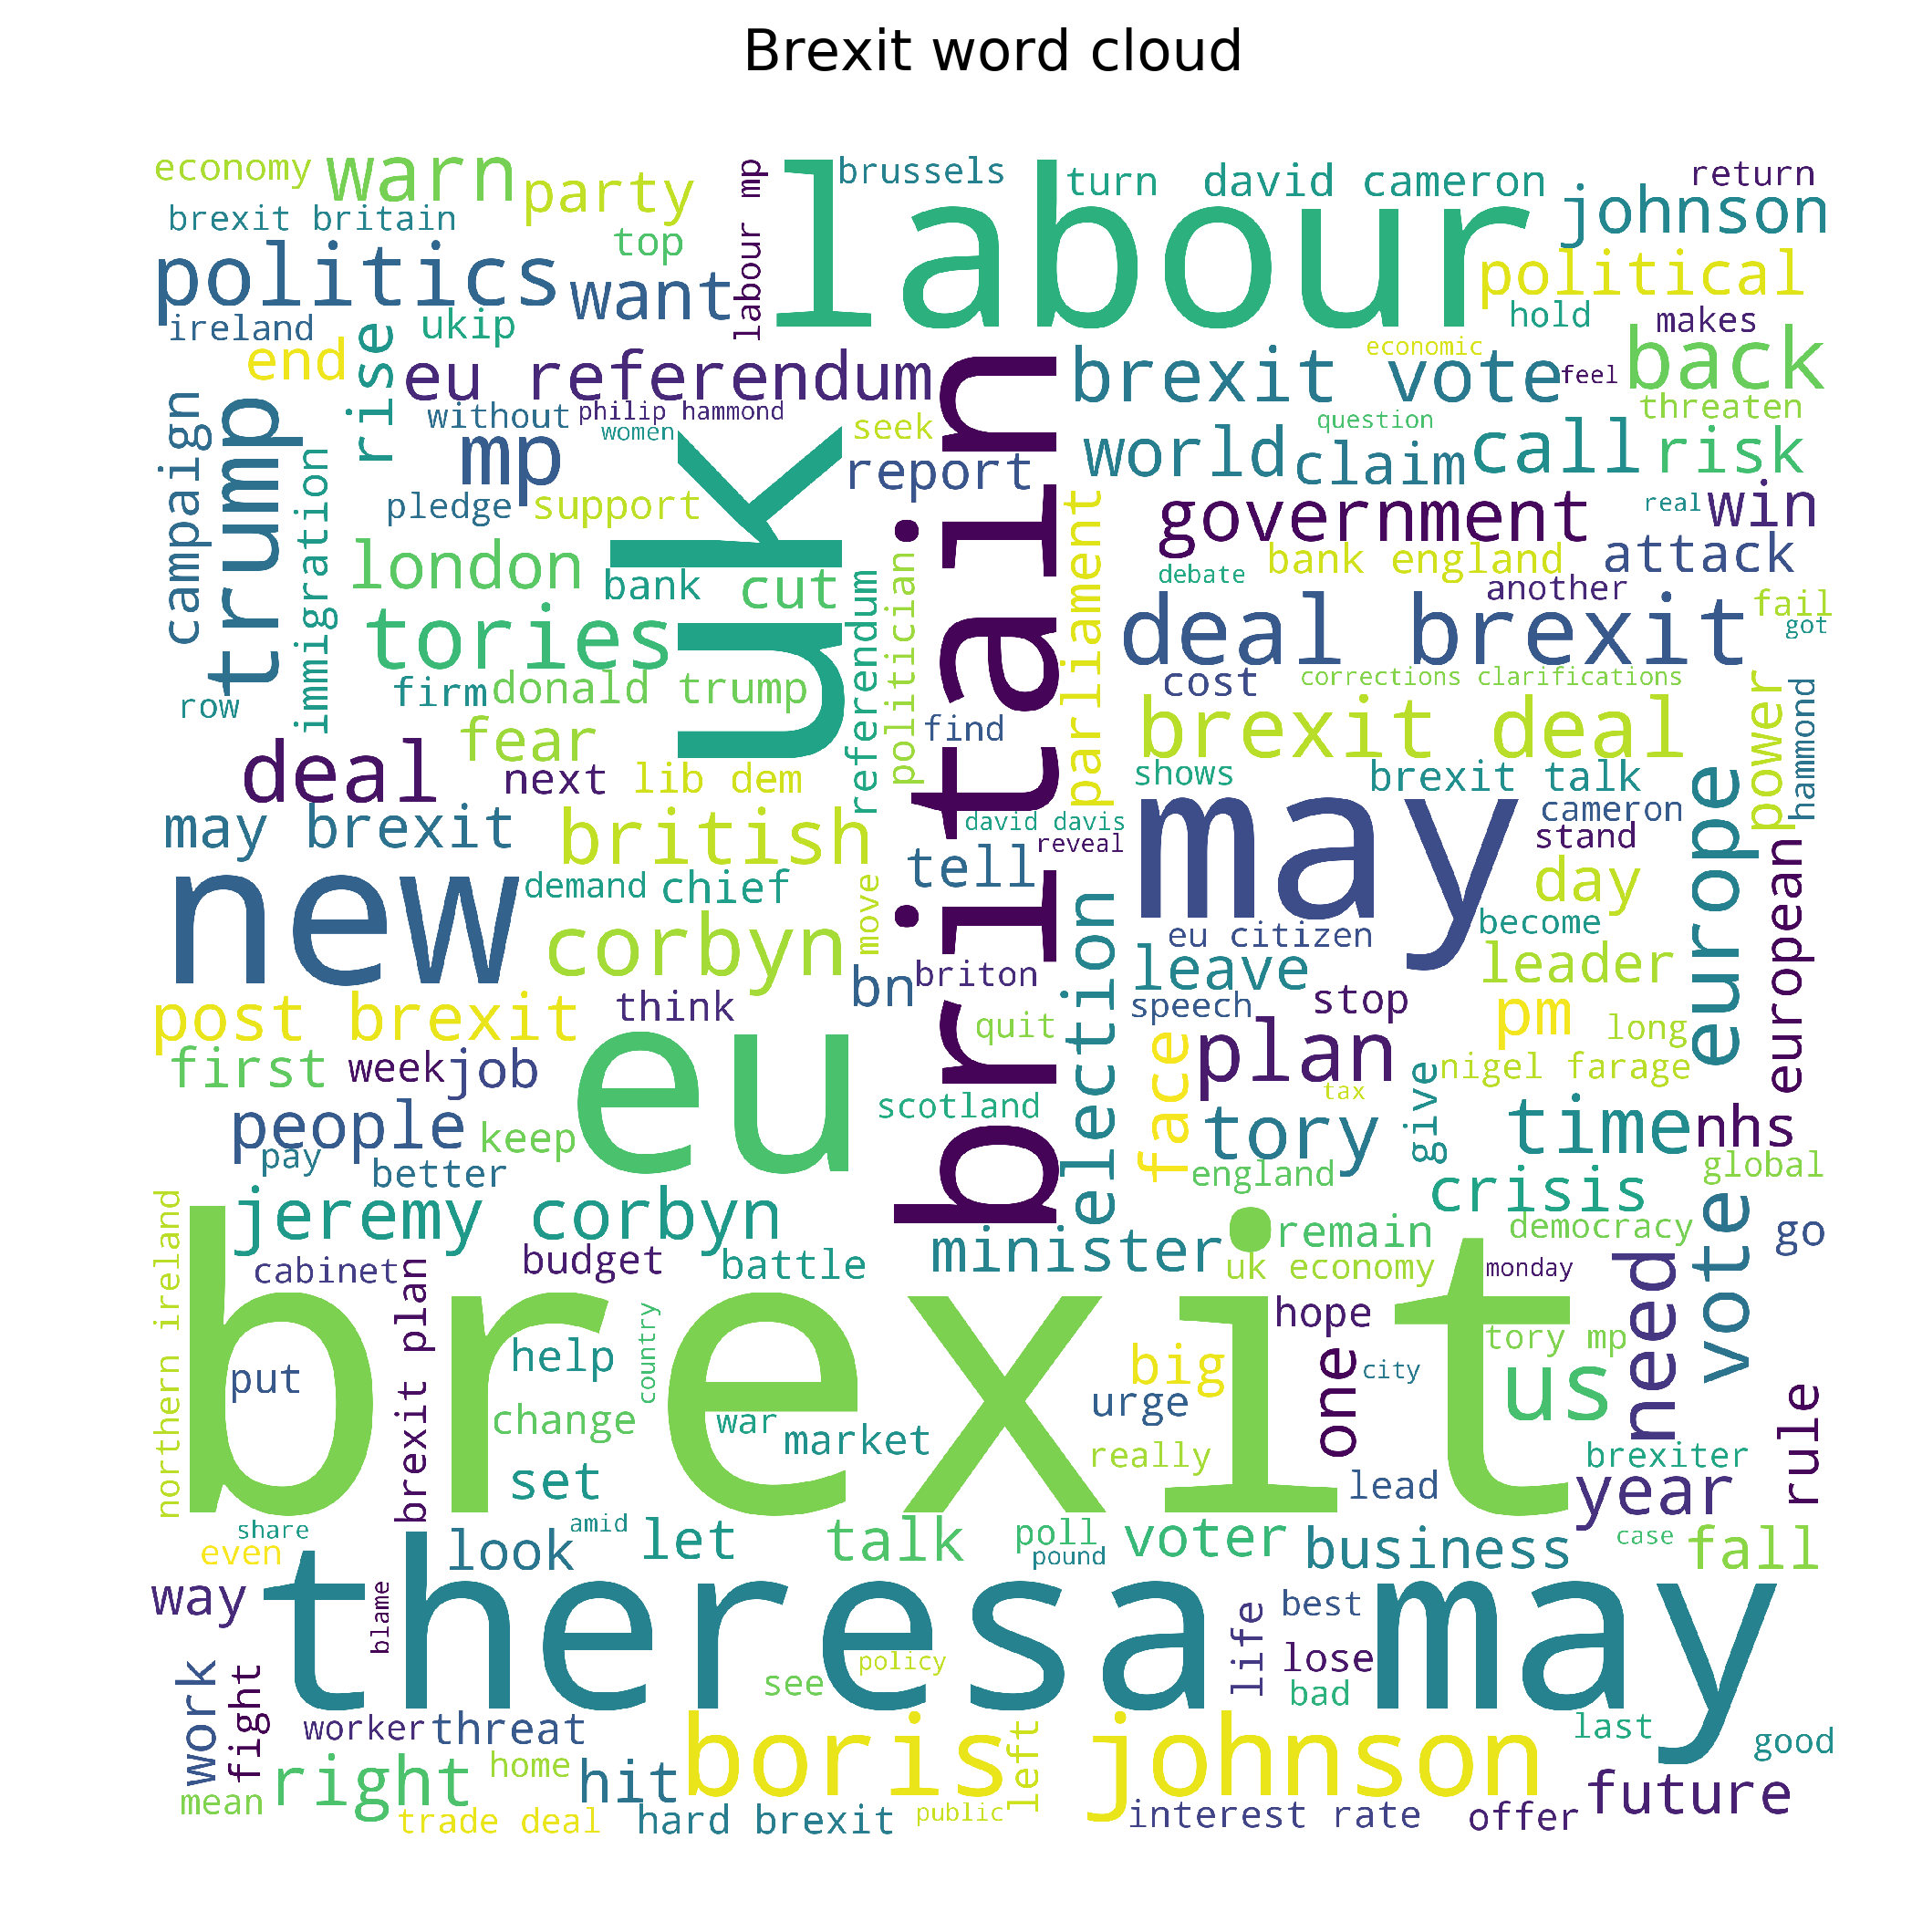 Brexit word cloud
economy
warn
party
labour mp
labour
brussels
turn
david cameron
johnson
return
brexit britain
top
politics
want
political
ireland
ukip
hold
makes
end
rise
eu referendum
britain
brexit vote
economic
feel
back
campaign
trump
without
philip hammond
women
uk
seek
question
threaten
mp
report
world
claim
call
risk
immigration
pledge
support
parliament
government
real
win
london
bank
cut
referendum
politician
debate
bank england
attack
another
tories
deal brexit
fail
got
firm
donald trump
row
cost
corrections clarifications
power
hammond
fear
find
brexit deal
deal
next
lib dem
shows
brexit talk
europe
may brexit
british
david davis
reveal
may
cameron
stand
european
new
demand
chief
move
tell
election
day
corbyn
eu citizen
become
bn
briton
leave
leader
post brexit
think
speech
stop
pm
long
first
week
job
eu
quit
face
plan
nigel farage
people
keep
scotland
tax
tory
give
time
nhs
pay
better
england
global
northern ireland
jeremy corbyn
crisis
vote
cabinet
brexit plan
budget
battle
minister
remain
democracy
go
uk economy
monday
need
brexit
put
help
country
hope
tory mp
big
one
city
us
change
war
market
urge
really
rule
set
lead
brexiter
year
share
even
look
amid
let
talk
poll
pound
voter
business
case
fall
way
blame
theresa may
life
best
work
fight
see
policy
lose
bad
worker
threat
boris johnson
left
last
good
mean
right
home
hit
future
trade deal
hard brexit
public
interest rate
offer